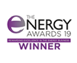 THE
eNERGY
AWARDS 19
WINNER